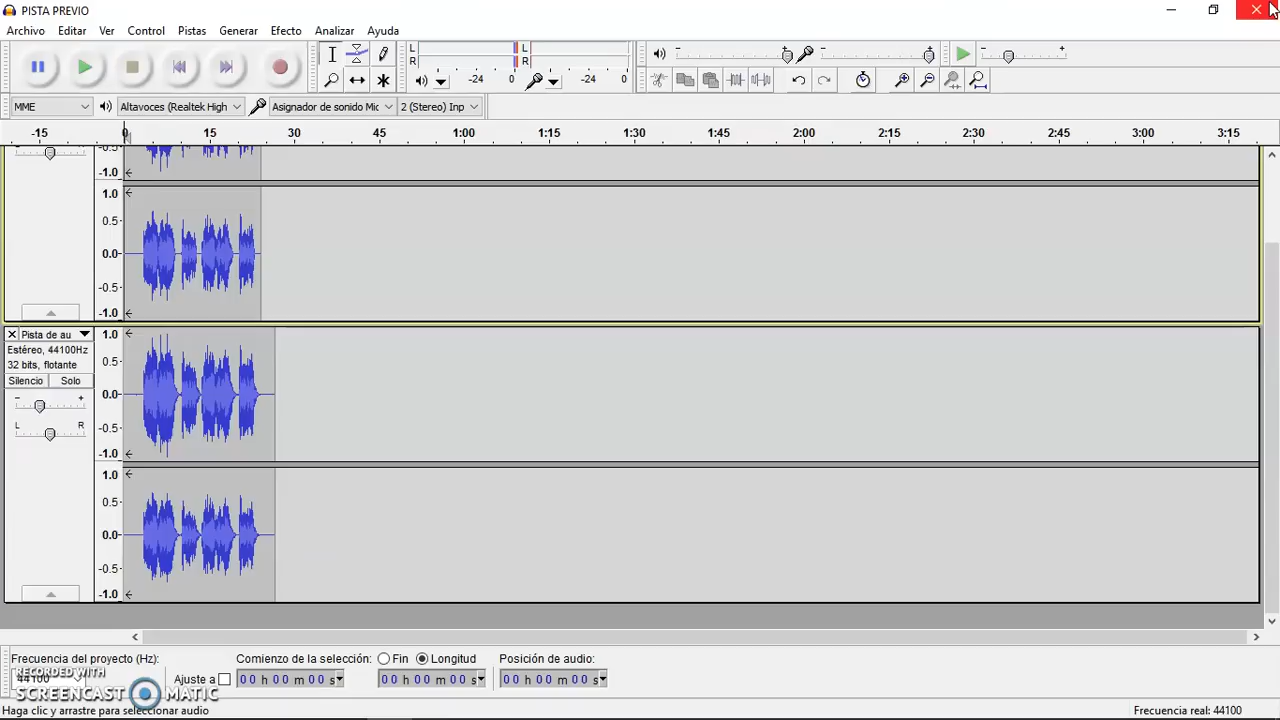 PISTA PREVIO
Archivo Editar Ver Control Pistas Generar Efecto Analizar Ayuda
L L
R R
-24 0 -24 0
MME Altavoces (Realtek High Asignador de sonido Mic 2 (Stereo) Inp
-15 0 15 30 45 1:00 1:15 1:30 1:45 2:00 2:15 2:30 2:45 3:00 3:15
-0.5
-1.0
1.0
0.5
0.0
-0.5
-1.0
Pista de au
Estéreo, 44100Hz
32 bits, flotante
Silencio Solo
- +
L R
1.0
0.5
0.0
-0.5
-1.0
1.0
0.5
0.0
-0.5
-1.0
Frecuencia del proyecto (Hz): Comienzo de la selección: Fin Longitud Posición de audio:
44100 Ajuste a 00 h 00 m 00 s 00 h 00 m 00 s 00 h 00 m 00 s
RECORDED WITH
SCREENCAST MATIC
Haga clic y arrastre para seleccionar audio Frecuencia real: 44100